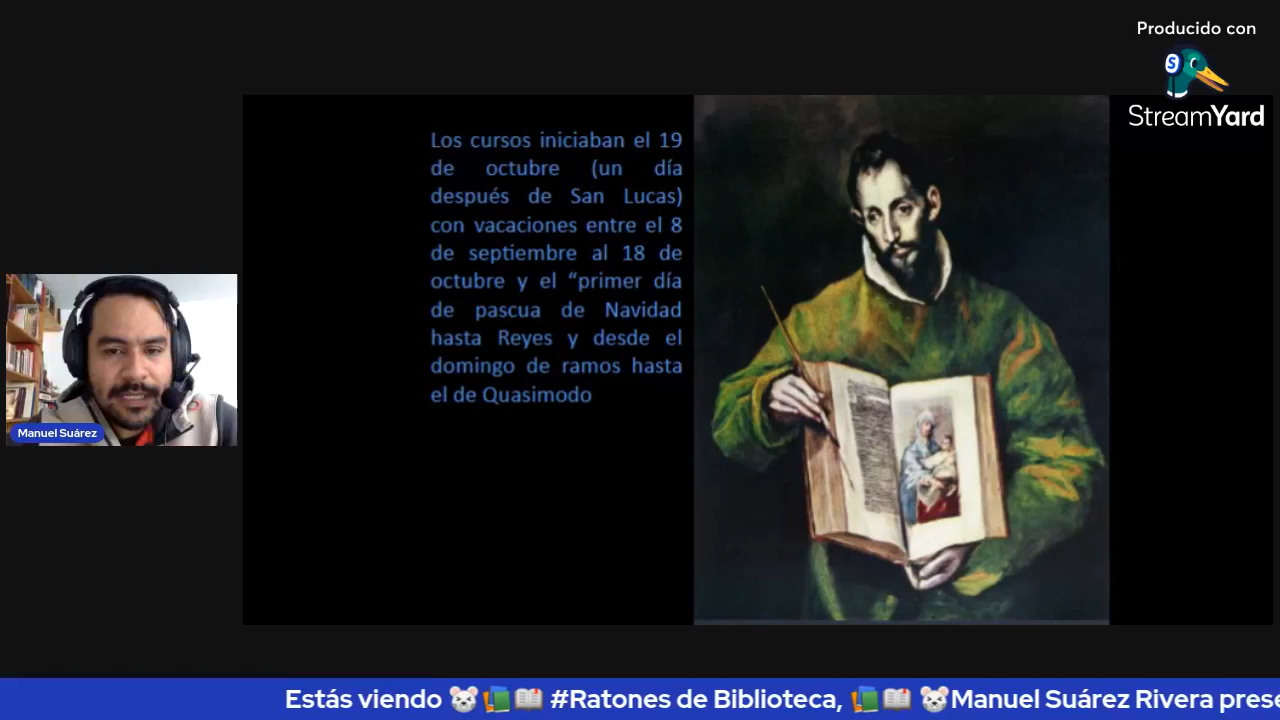 Producido con
StreamYard
Los cursos iniciaban el 19
de octubre (un día
después de San Lucas)
con vacaciones entre el 8
de septiembre al 18 de
octubre y el “primer día
de pascua de Navidad
hasta Reyes y desde el
domingo de ramos hasta
el de Quasimodo
Manuel Suárez
Estás viendo 🐭📚📖 #Ratones de Biblioteca, 📚📖 🐭Manuel Suárez Rivera prese